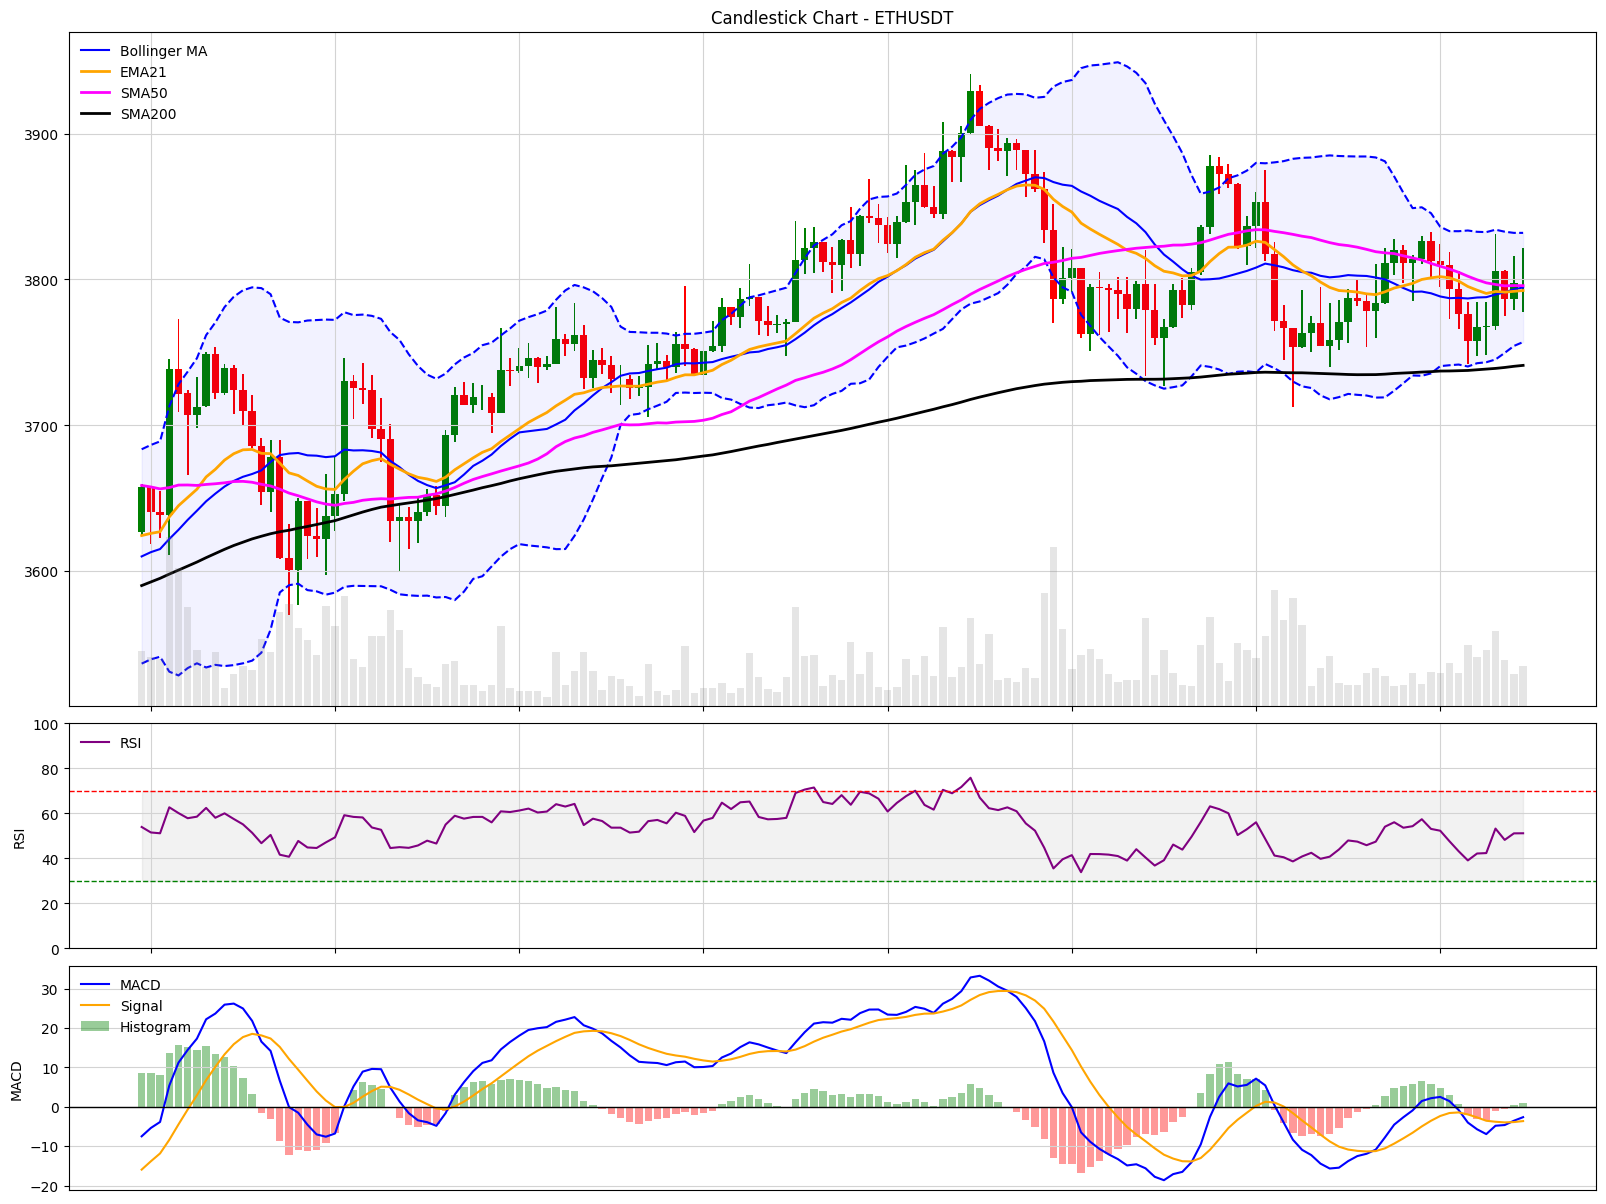 Candlestick Chart - ETHUSDT
Bollinger MA
EMA21
SMA50
SMA200
3900
3800
3700
3600
100
80
60
40
20
0
RSI
RSI
30
20
10
0
−10
−20
MACD
MACD
Signal
Histogram